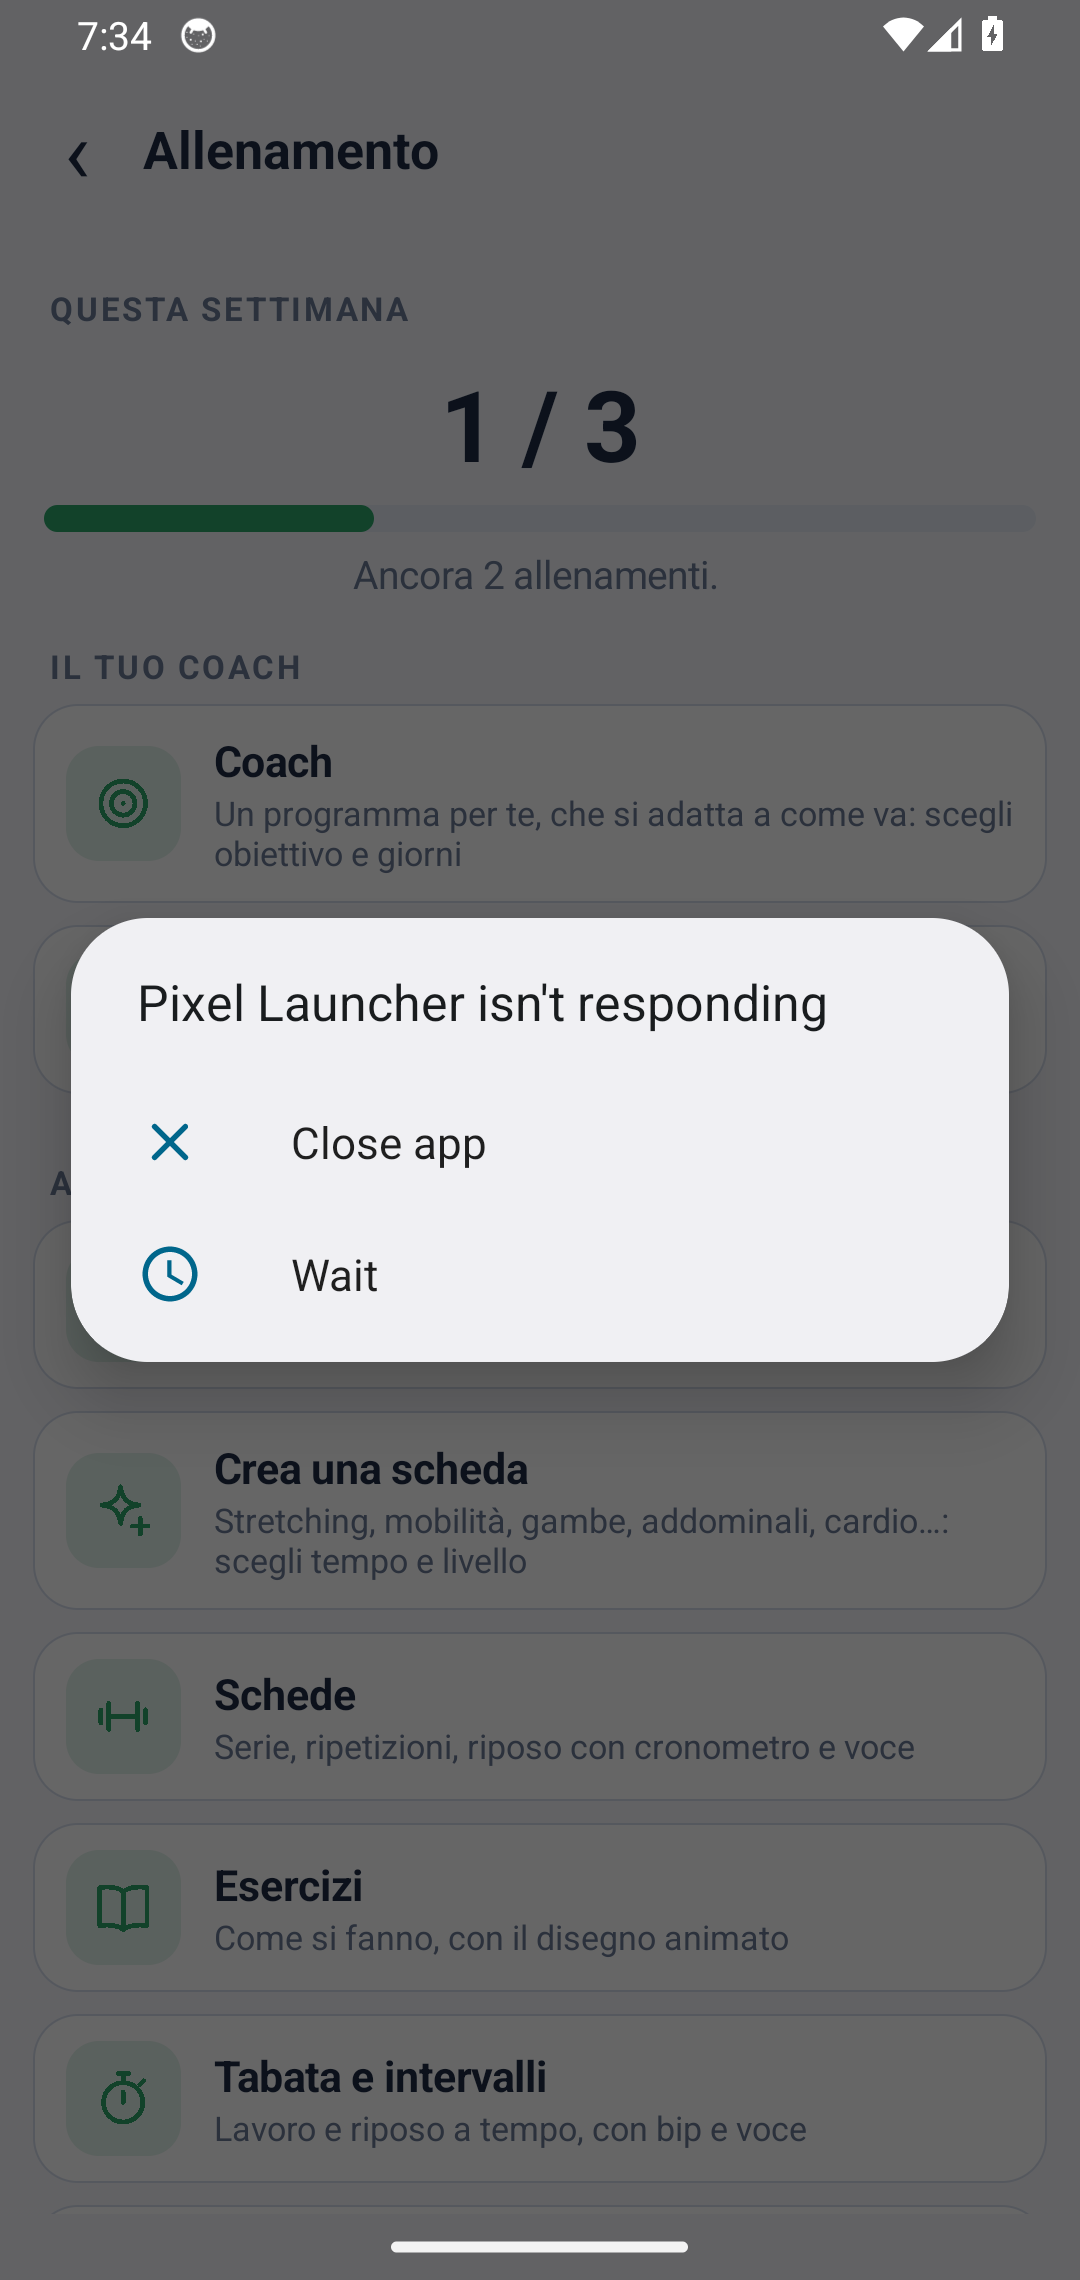 7:34
Allenamento
QUESTA SETTIMANA
1 / 3
Ancora 2 allenamenti.
IL TUO COACH
Coach
Un programma per te, che si adatta a come va: scegli
obiettivo e giorni
Pixel Launcher isn't responding
Close app
Wait
Crea una scheda
Stretching, mobilità, gambe, addominali, cardio…:
scegli tempo e livello
Schede
Serie, ripetizioni, riposo con cronometro e voce
Esercizi
Come si fanno, con il disegno animato
Tabata e intervalli
Lavoro e riposo a tempo, con bip e voce